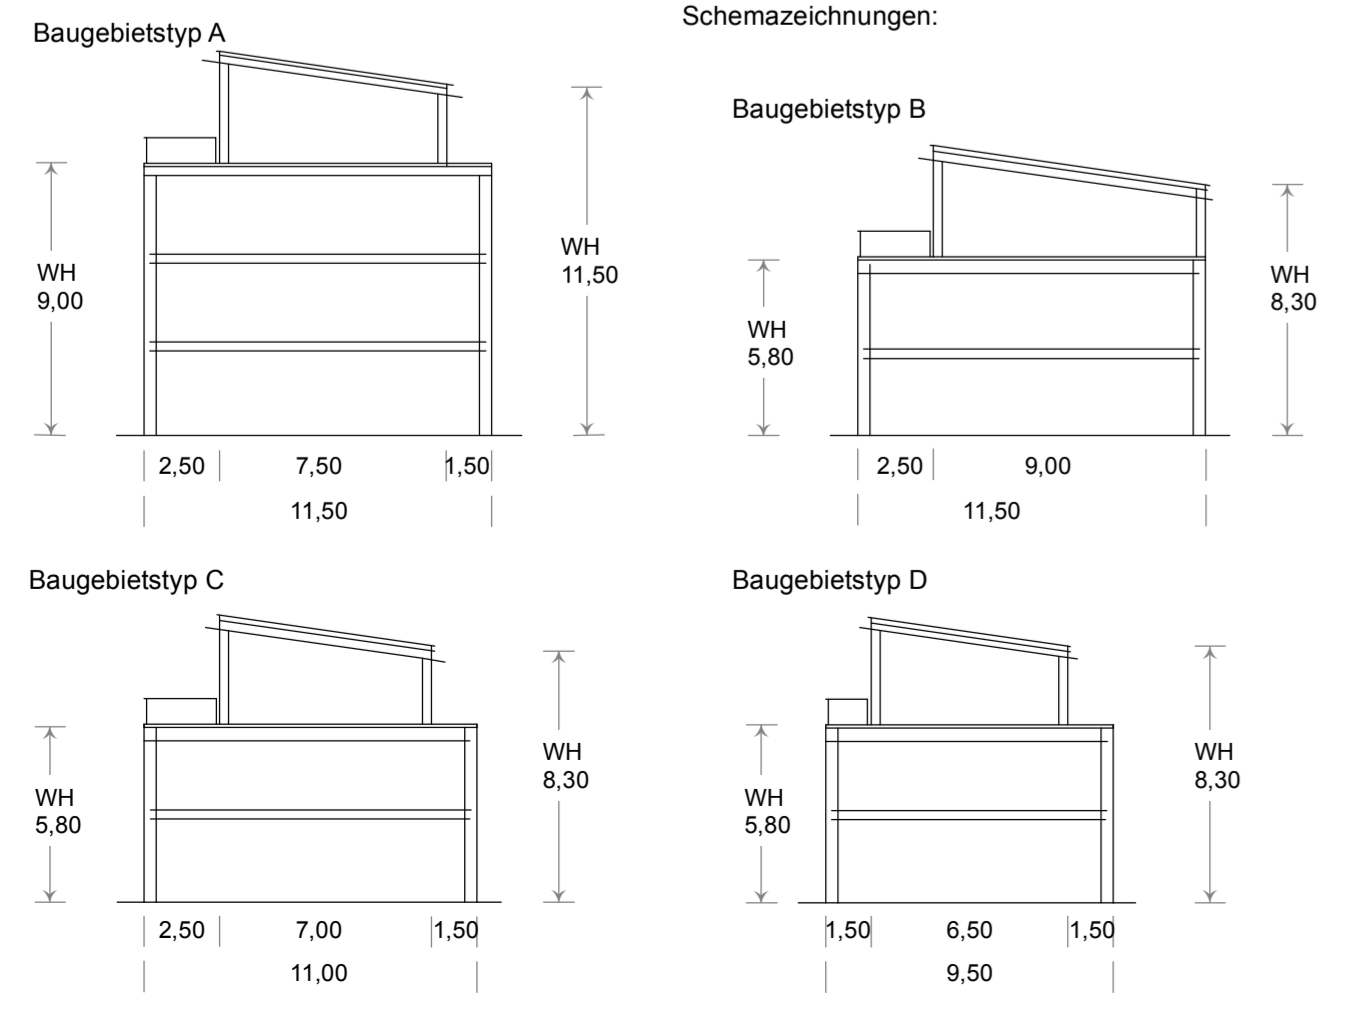 Schemazeichnungen:
Baugebietstyp A
WH
9,00
WH
11,50
2,50 7,50 1,50
11,50
Baugebietstyp B
WH
5,80
WH
8,30
2,50 9,00
11,50
Baugebietstyp C
WH
5,80
WH
8,30
2,50 7,00 1,50
11,00
Baugebietstyp D
WH
5,80
WH
8,30
1,50 6,50 1,50
9,50